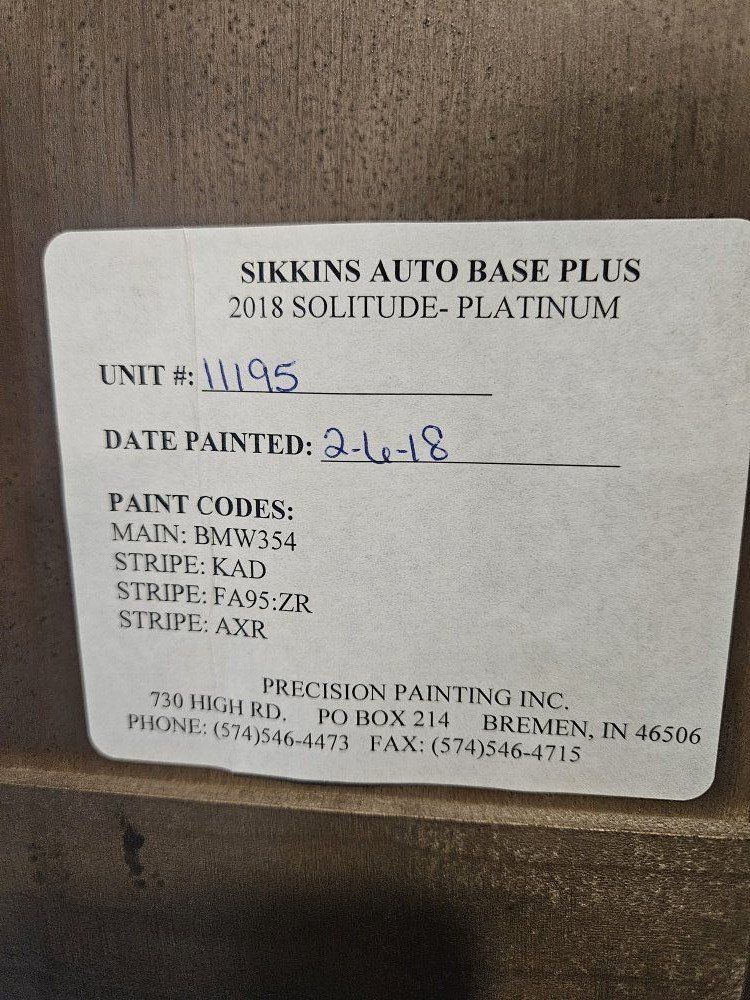 SIKKINS AUTO BASE PLUS
2018 SOLITUDE- PLATINUM
UNIT #: 11195
DATE PAINTED: 2-6-18
PAINT CODES:
MAIN: BMW354
STRIPE: KAD
STRIPE: FA95:ZR
STRIPE: AXR
PRECISION PAINTING INC.
730 HIGH RD. PO BOX 214 BREMEN, IN 46506
PHONE: (574)546-4473 FAX: (574)546-4715